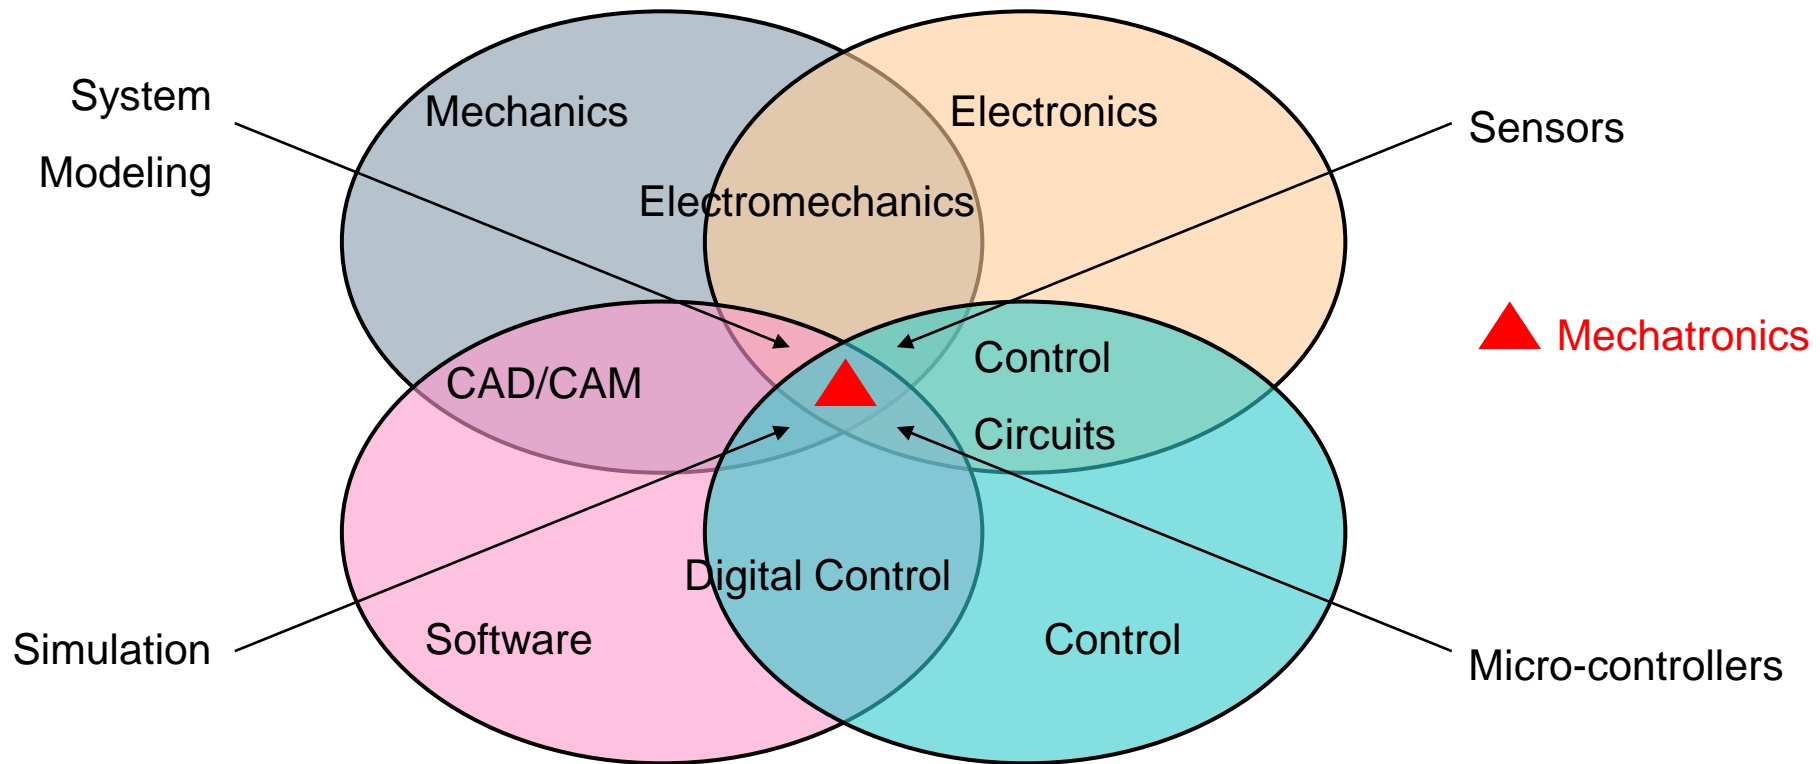 System
Modeling
Mechanics
Electronics
Sensors
Electromechanics
Mechatronics
CAD/CAM
Control
Circuits
Digital Control
Simulation
Software
Control
Micro-controllers